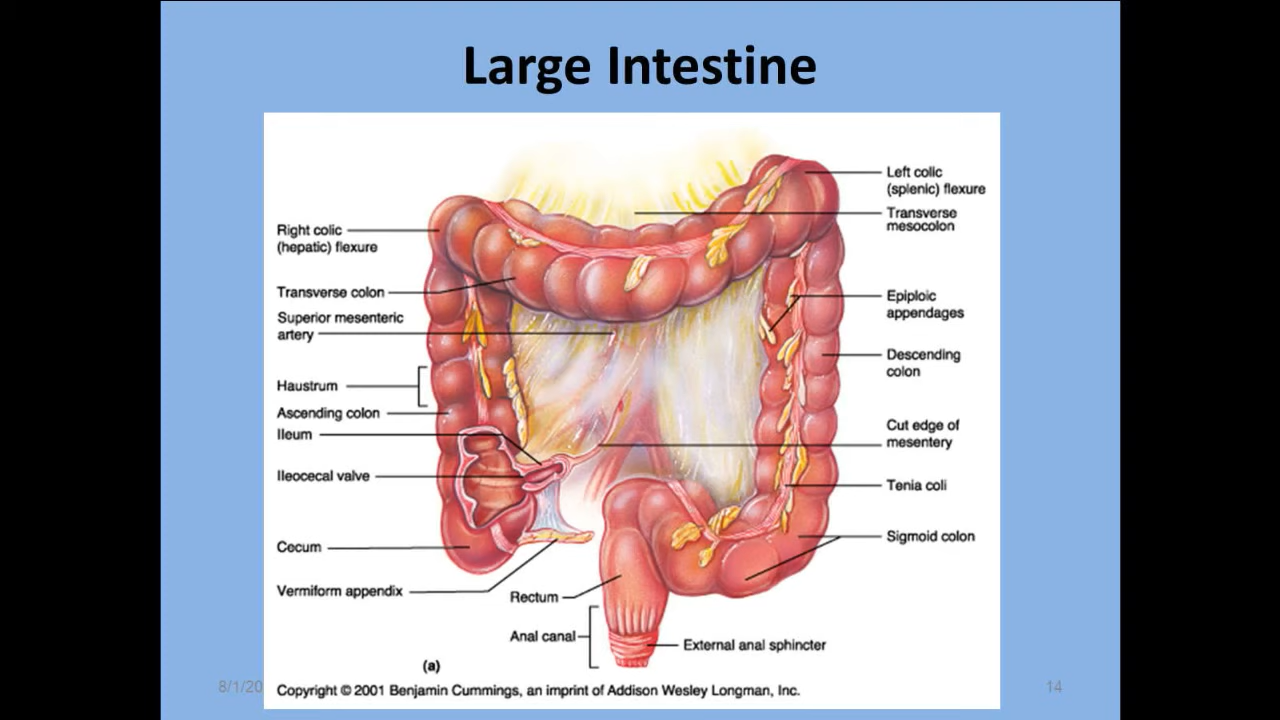 Large Intestine
Left colic
(splenic) flexure
Transverse
mesocolon
Right colic
(hepatic) flexure
Transverse colon
Superior mesenteric
artery
Epiploic
appendages
Descending
colon
Haustrum
Ascending colon
Ileum
Cut edge of
mesentery
Ileocecal valve
Tenia coli
Sigmoid colon
Cecum
Vermiform appendix
Rectum
Anal canal
External anal sphincter
(a)
8/1/20
Copyright © 2001 Benjamin Cummings, an imprint of Addison Wesley Longman, Inc.
14